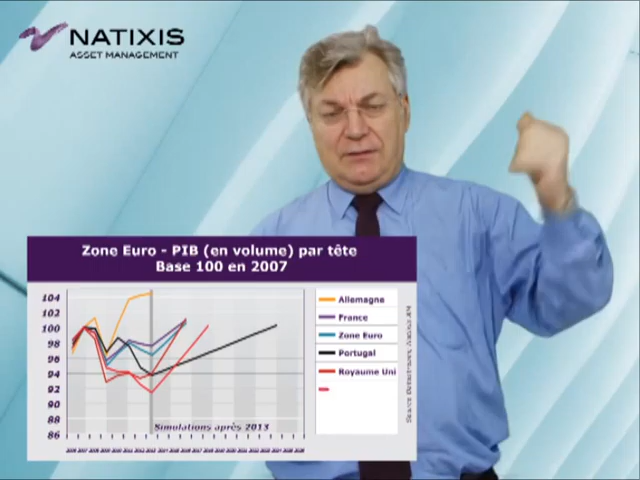 NATIXIS
ASSET MANAGEMENT
Zone Euro - PIB (en volume) par tête
Base 100 en 2007
104
102
100
98
96
94
92
90
88
86
Allemagne
France
Zone Euro
Portugal
Royaume Uni
Simulations après 2013